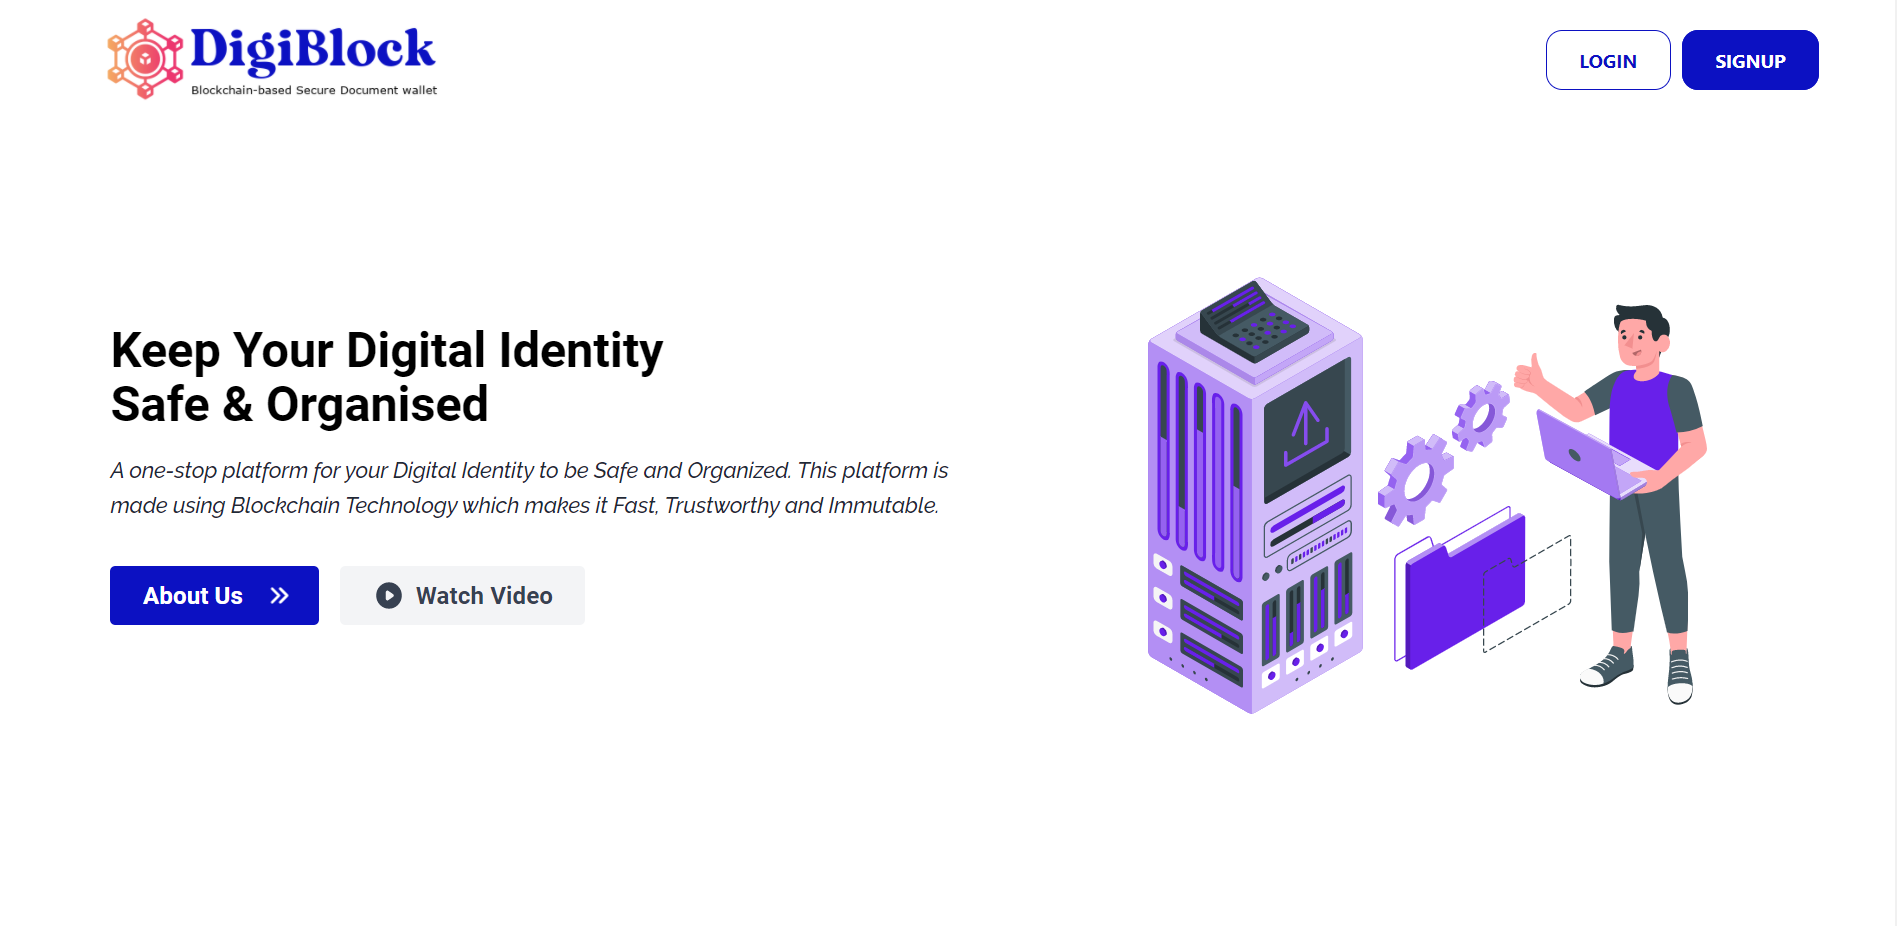 DigiBlock
Blockchain-based Secure Document wallet
LOGIN
SIGNUP
Keep Your Digital Identity
Safe & Organised
A one-stop platform for your Digital Identity to be Safe and Organized. This platform is
made using Blockchain Technology which makes it Fast, Trustworthy and Immutable.
About Us
Watch Video